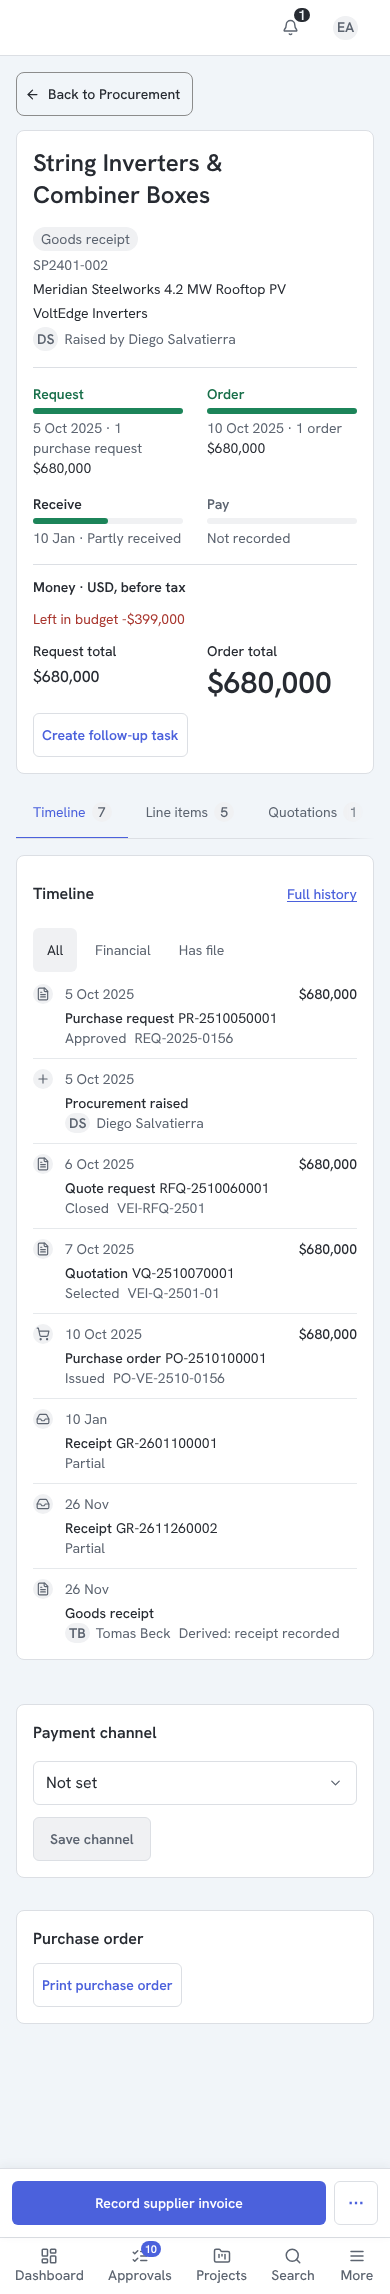 1
EA
Back to Procurement
String Inverters &
Combiner Boxes
Goods receipt
SP2401-002
Meridian Steelworks 4.2 MW Rooftop PV
VoltEdge Inverters
DS Raised by Diego Salvatierra
Request
5 Oct 2025 · 1
purchase request
$680,000
Order
10 Oct 2025 · 1 order
$680,000
Receive
10 Jan · Partly received
Pay
Not recorded
Money · USD, before tax
Left in budget -$399,000
Request total
$680,000
Order total
$680,000
Create follow-up task
Timeline 7
Line items 5
Quotations 1
Timeline
Full history
All
Financial
Has file
5 Oct 2025 $680,000
Purchase request PR-2510050001
Approved REQ-2025-0156
5 Oct 2025
Procurement raised
DS Diego Salvatierra
6 Oct 2025 $680,000
Quote request RFQ-2510060001
Closed VEI-RFQ-2501
7 Oct 2025 $680,000
Quotation VQ-2510070001
Selected VEI-Q-2501-01
10 Oct 2025 $680,000
Purchase order PO-2510100001
Issued PO-VE-2510-0156
10 Jan
Receipt GR-2601100001
Partial
26 Nov
Receipt GR-2611260002
Partial
26 Nov
Goods receipt
TB Tomas Beck Derived: receipt recorded
Payment channel
Not set
Save channel
Purchase order
Print purchase order
Record supplier invoice
10
Dashboard
Approvals
Projects
Search
More